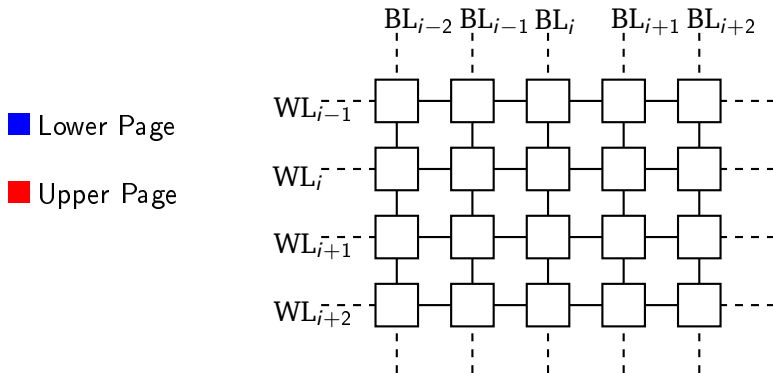 BL_{i−2} BL_{i−1} BL_i BL_{i+1} BL_{i+2}
WL_{i−1}
Lower Page
WL_i
Upper Page
WL_{i+1}
WL_{i+2}